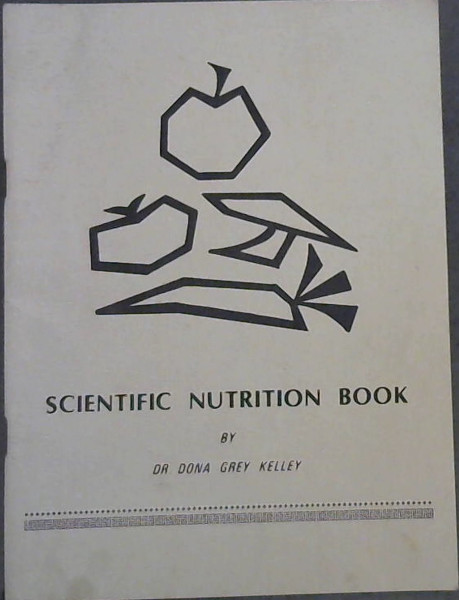 SCIENTIFIC NUTRITION BOOK
BY
DR DONA GREY KELLEY